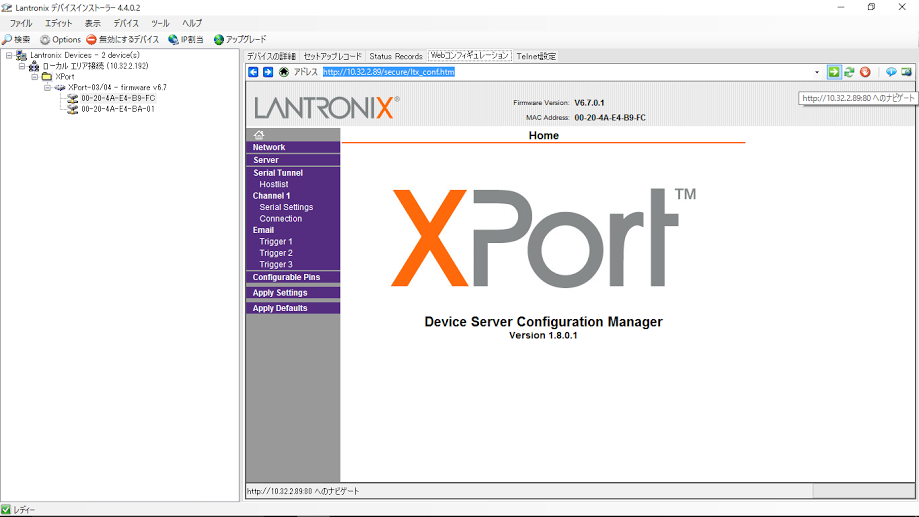 Lantronix デバイスインストーラー 4.4.0.2
ファイル エディット 表示 デバイス ツール ヘルプ
検索 Options 無効にするデバイス IP割当 アップグレード
Lantronix Devices - 2 device(s)
ローカル エリア接続 (10.32.2.192)
XPort
XPort-03/04 - firmware v6.7
00-20-4A-E4-B9-FC
00-20-4A-E4-BA-01
デバイスの詳細 セットアップレコード Status Records Webコンフィギュレーション Telnet設定
アドレス http://10.32.2.89/secure/ltx_conf.htm
http://10.32.2.89:80 へのナビゲート
LANTRONIX®
Firmware Version: V6.7.0.1
MAC Address: 00-20-4A-E4-B9-FC
Home
Network
Server
Serial Tunnel
Hostlist
Channel 1
Serial Settings
Connection
Email
Trigger 1
Trigger 2
Trigger 3
Configurable Pins
Apply Settings
Apply Defaults
XPort™
Device Server Configuration Manager
Version 1.8.0.1
http://10.32.2.89:80 へのナビゲート
レディー